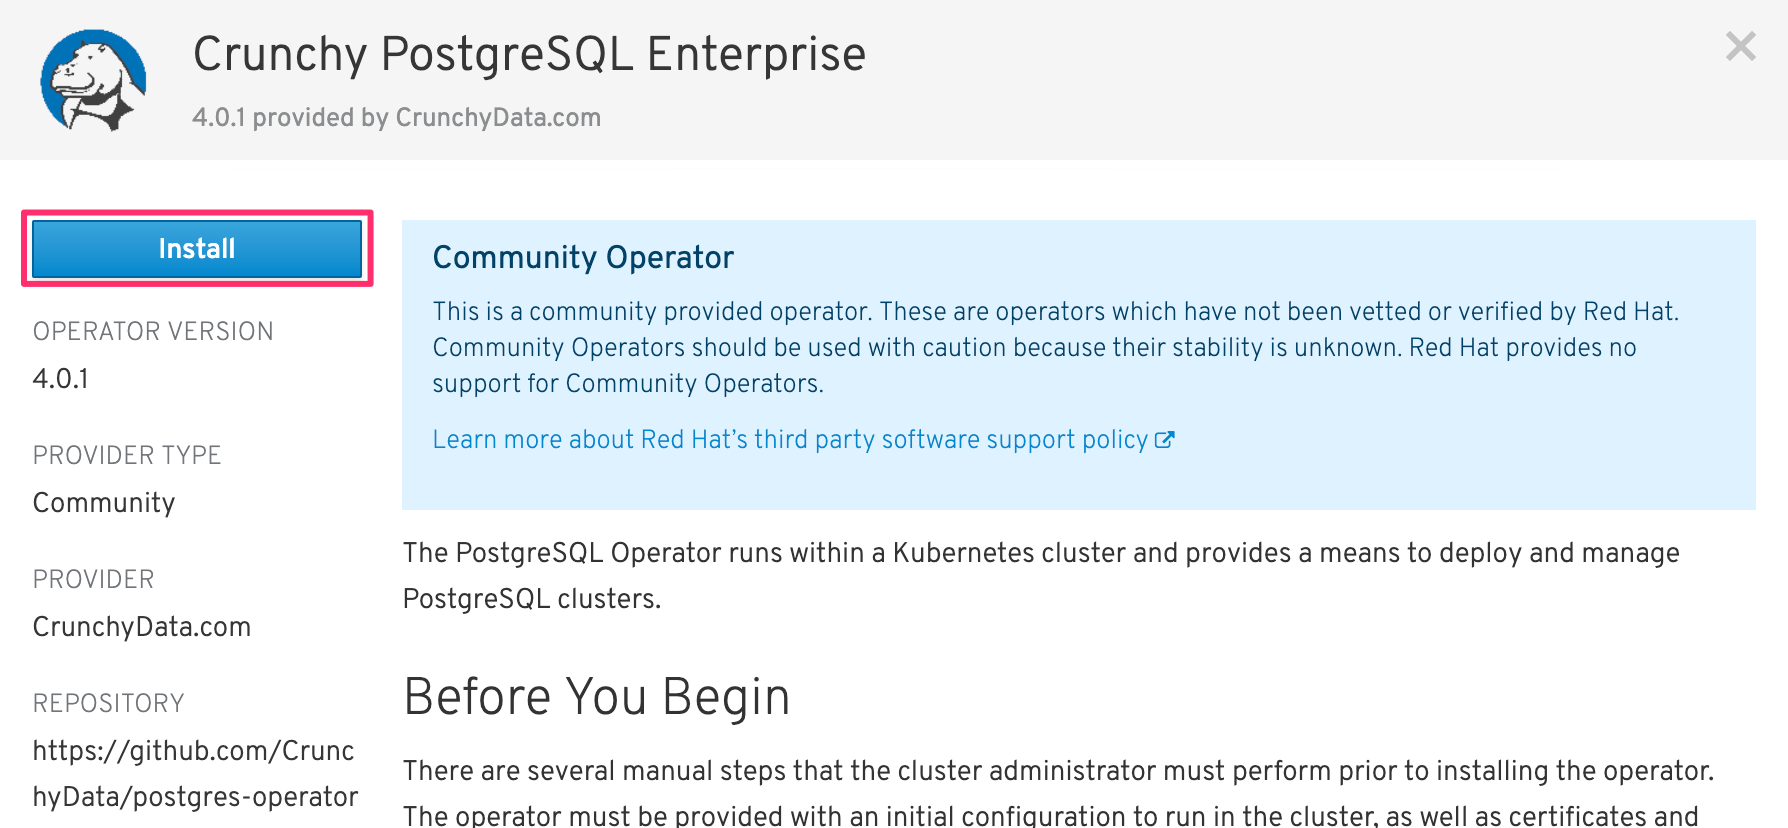 Crunchy PostgreSQL Enterprise
4.0.1 provided by CrunchyData.com
Install
OPERATOR VERSION
4.0.1
PROVIDER TYPE
Community
PROVIDER
CrunchyData.com
REPOSITORY
https://github.com/Crunc
hyData/postgres-operator
Community Operator
This is a community provided operator. These are operators which have not been vetted or verified by Red Hat.
Community Operators should be used with caution because their stability is unknown. Red Hat provides no
support for Community Operators.
Learn more about Red Hat’s third party software support policy
The PostgreSQL Operator runs within a Kubernetes cluster and provides a means to deploy and manage
PostgreSQL clusters.
Before You Begin
There are several manual steps that the cluster administrator must perform prior to installing the operator.
The operator must be provided with an initial configuration to run in the cluster, as well as certificates and